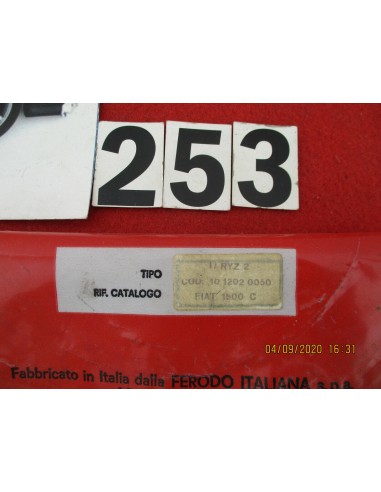 253
TIPO
RIF. CATALOGO
11 RYZ 2
COD. 10 1202 0050
FIAT 1500 C
04/09/2020 16:31
Fabbricato in Italia dalla FERODO ITALIANA s.p.a.